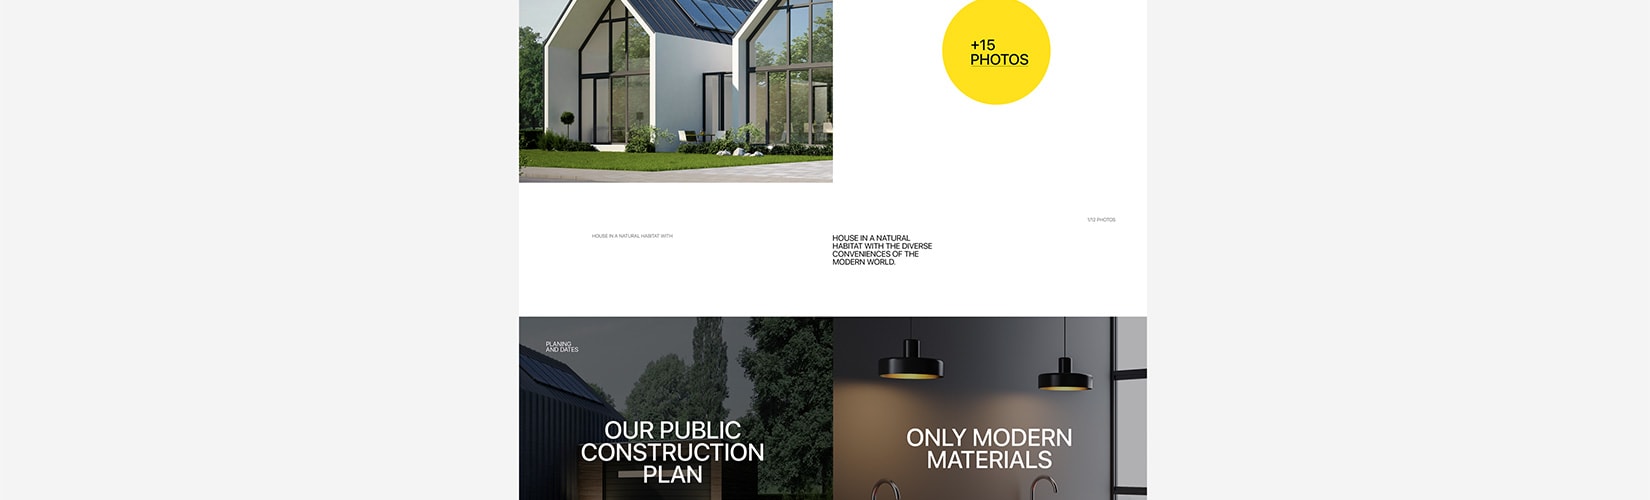 +15
PHOTOS
1/12 PHOTOS
HOUSE IN A NATURAL HABITAT WITH
HOUSE IN A NATURAL
HABITAT WITH THE DIVERSE
CONVENIENCES OF THE
MODERN WORLD.
PLANING
AND DATES
OUR PUBLIC
CONSTRUCTION
PLAN
ONLY MODERN
MATERIALS